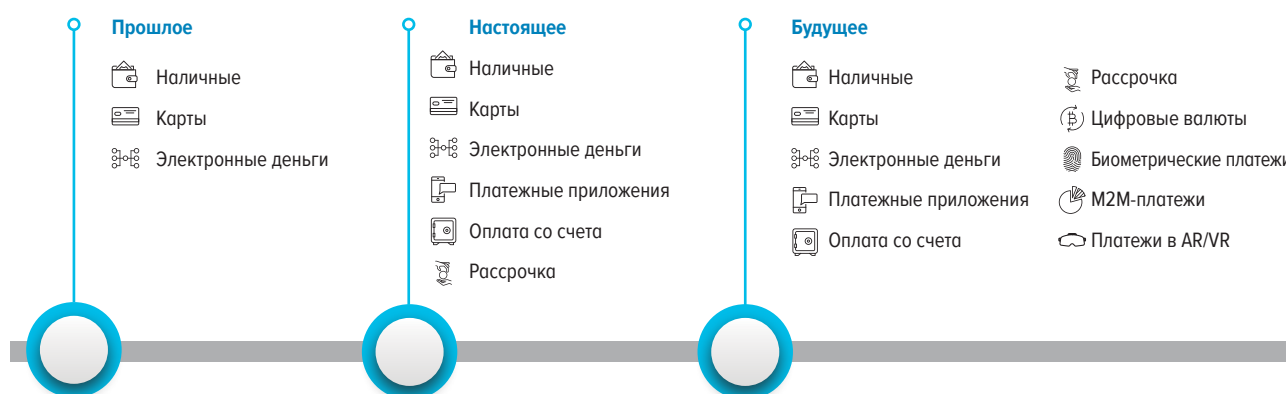 Прошлое
Наличные
Карты
Электронные деньги
Настоящее
Наличные
Карты
Электронные деньги
Платежные приложения
Оплата со счета
Рассрочка
Будущее
Наличные
Карты
Электронные деньги
Платежные приложения
Оплата со счета
Рассрочка
Цифровые валюты
Биометрические платежи
М2М-платежи
Платежи в AR/VR